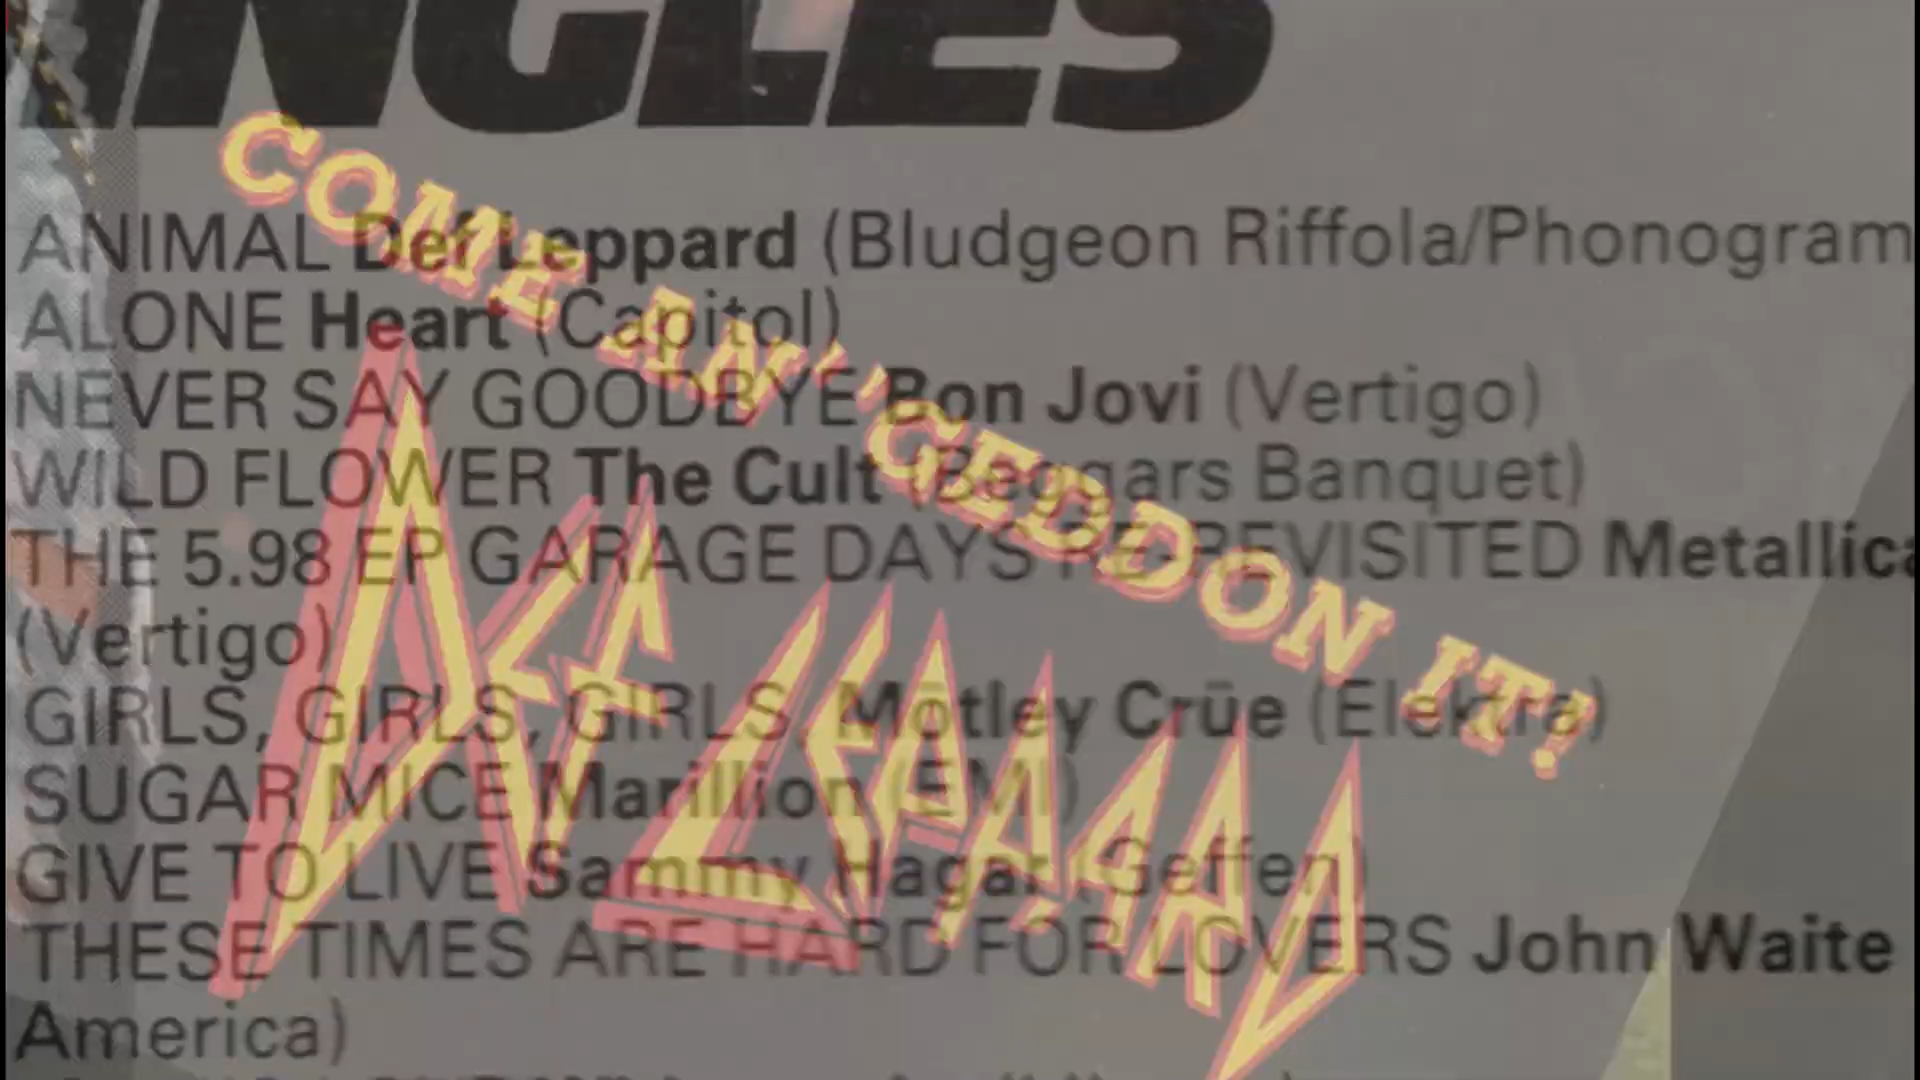 INGLES
COME AN' 'GEDDON IT!
DEF LEPPARD
ANIMAL Def Leppard (Bludgeon Riffola/Phonogram
ALONE Heart (Capitol)
NEVER SAY GOODBYE Bon Jovi (Vertigo)
WILD FLOWER The Cult (Beggars Banquet)
THE 5.98 EP GARAGE DAYS RE-REVISITED Metallica
(Vertigo)
GIRLS, GIRLS, GIRLS, Mötley Crüe (Elektra)
SUGAR MICE Marillion (EMI)
GIVE TO LIVE Sammy Hagar (Geffen)
THESE TIMES ARE HARD FOR LOVERS John Waite
America)